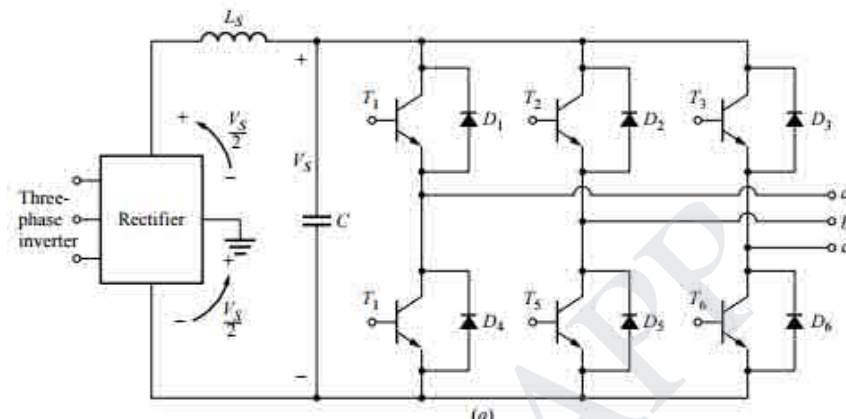 L_S
+
T_1
D_1
T_2
D_2
T_3
D_3
+
V_S
2
−
V_S
Three-
phase
inverter
Rectifier
C
a
+
V_S
2
−
T_1
D_4
T_5
D_5
T_6
D_6
−
(a)
APP